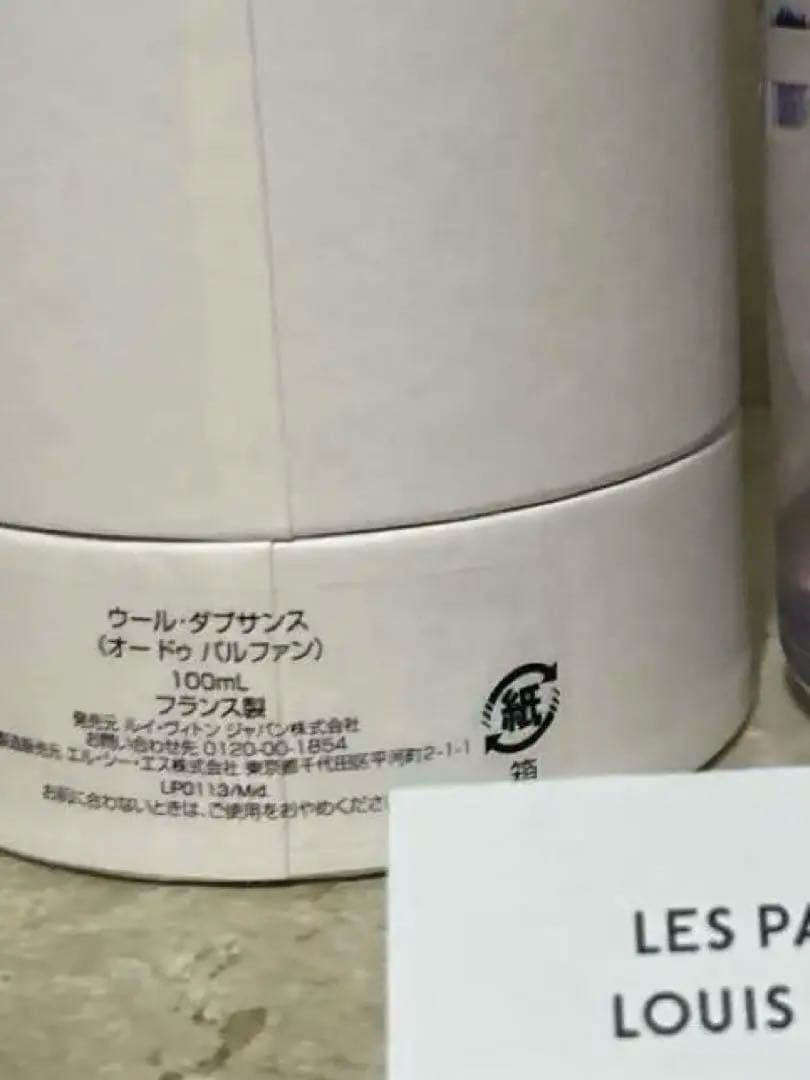 ウール・ダプサンス
（オー ドゥ パルファン）
100mL
フランス製
発売元 ルイ・ヴィトン ジャパン株式会社
お問い合わせ先 0120-00-1854
製造販売元 エル・シー・エス株式会社 東京都千代田区平河町2-1-1
LP0113/Mid.
お肌に合わないときは、ご使用をおやめくださ
紙
箱
LES PA
LOUIS